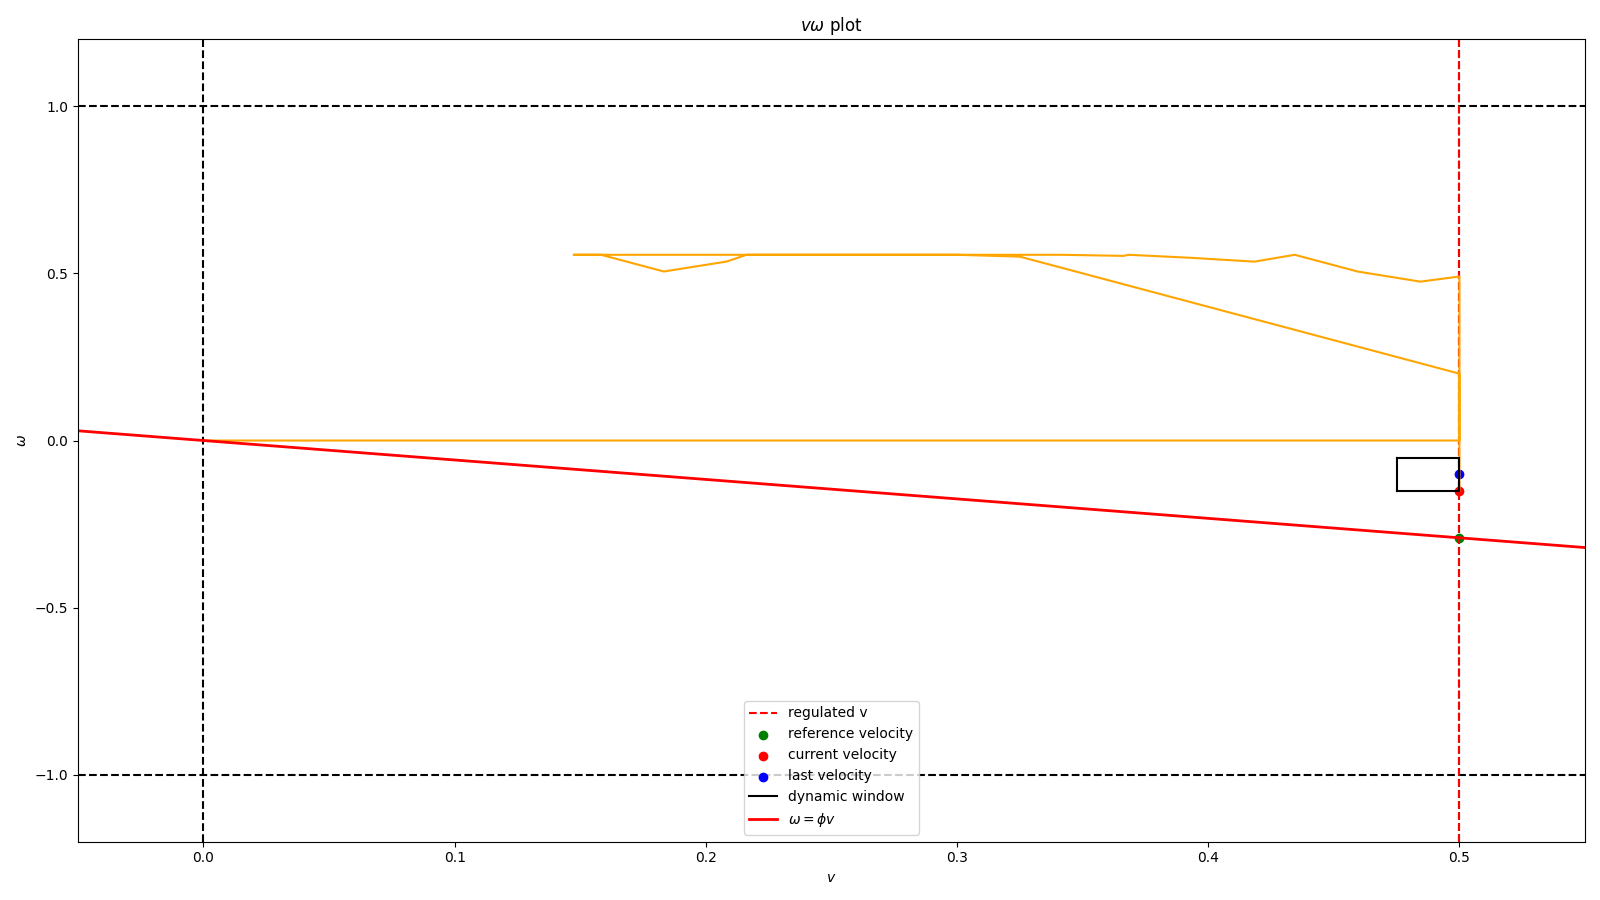 vω plot
1.0
0.5
0.0
−0.5
−1.0
ω
0.0 0.1 0.2 0.3 0.4 0.5
v
regulated v
reference velocity
current velocity
last velocity
dynamic window
ω = ϕv